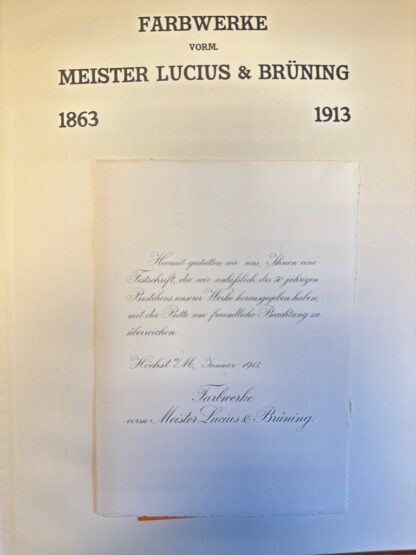 FARBWERKE
VORM.
MEISTER LUCIUS & BRÜNING
1863 1913
Hiermit gestatten wir uns, Ihnen eine
Festschrift, die wir anläßlich des 50 jährigen
Bestehens unserer Werke herausgegeben haben,
mit der Bitte um freundliche Beachtung zu
überreichen.
Höchst a/M., Januar 1913.
Farbwerke
vorm. Meister Lucius & Brüning.